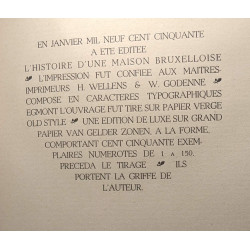 EN JANVIER MIL NEUF CENT CINQUANTE
A ETE EDITEE
L'HISTOIRE D'UNE MAISON BRUXELLOISE
L'IMPRESSION FUT CONFIEE AUX MAITRES-
IMPRIMEURS H. WELLENS & W. GODENNE
COMPOSE EN CARACTERES TYPOGRAPHIQUES
EGMONT L'OUVRAGE FUT TIRE SUR PAPIER VERGE
OLD STYLE UNE EDITION DE LUXE SUR GRAND
PAPIER VAN GELDER ZONEN, A LA FORME,
COMPORTANT CENT CINQUANTE EXEM-
PLAIRES NUMEROTES DE 1 A 150,
PRECEDA LE TIRAGE ILS
PORTENT LA GRIFFE DE
L'AUTEUR.